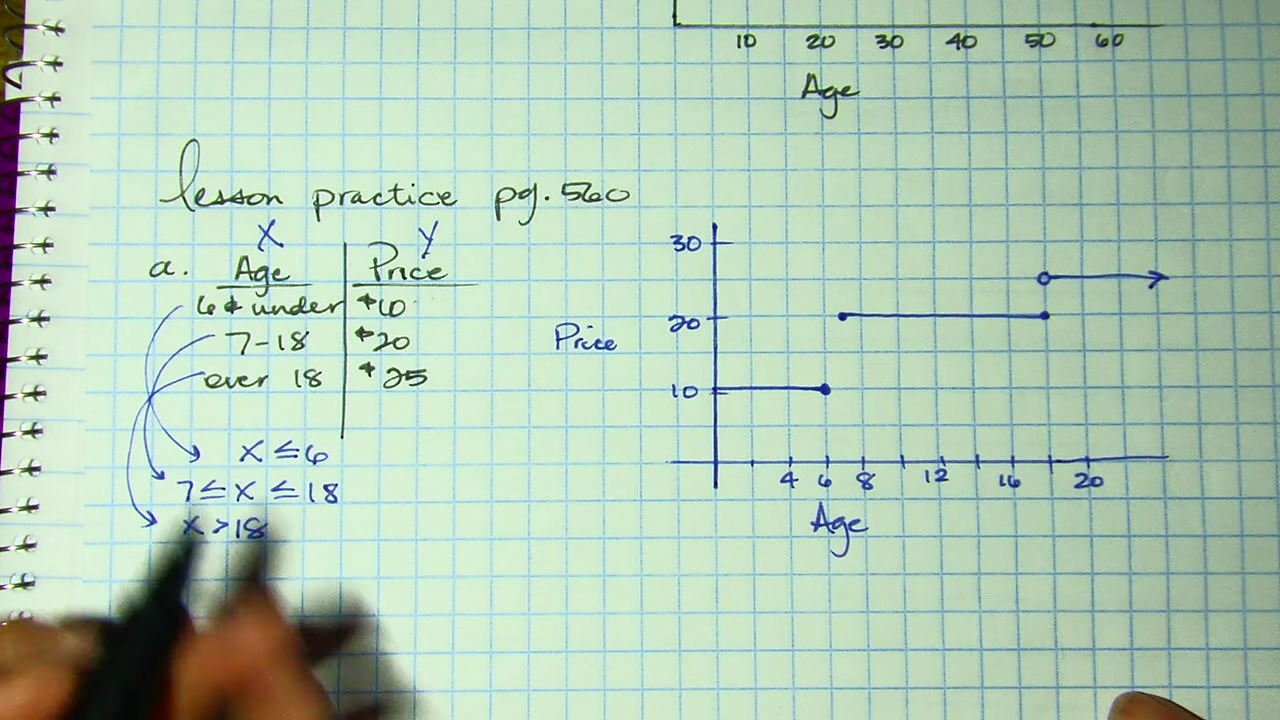 10 20 30 40 50 60
Age
lesson practice pg. 560
X Y
a. Age Price
6 & under $10
7-18 $20
over 18 $25
x ≤ 6
7 ≤ x ≤ 18
x > 18
30
20
Price
10
4 6 8 12 16 20
Age